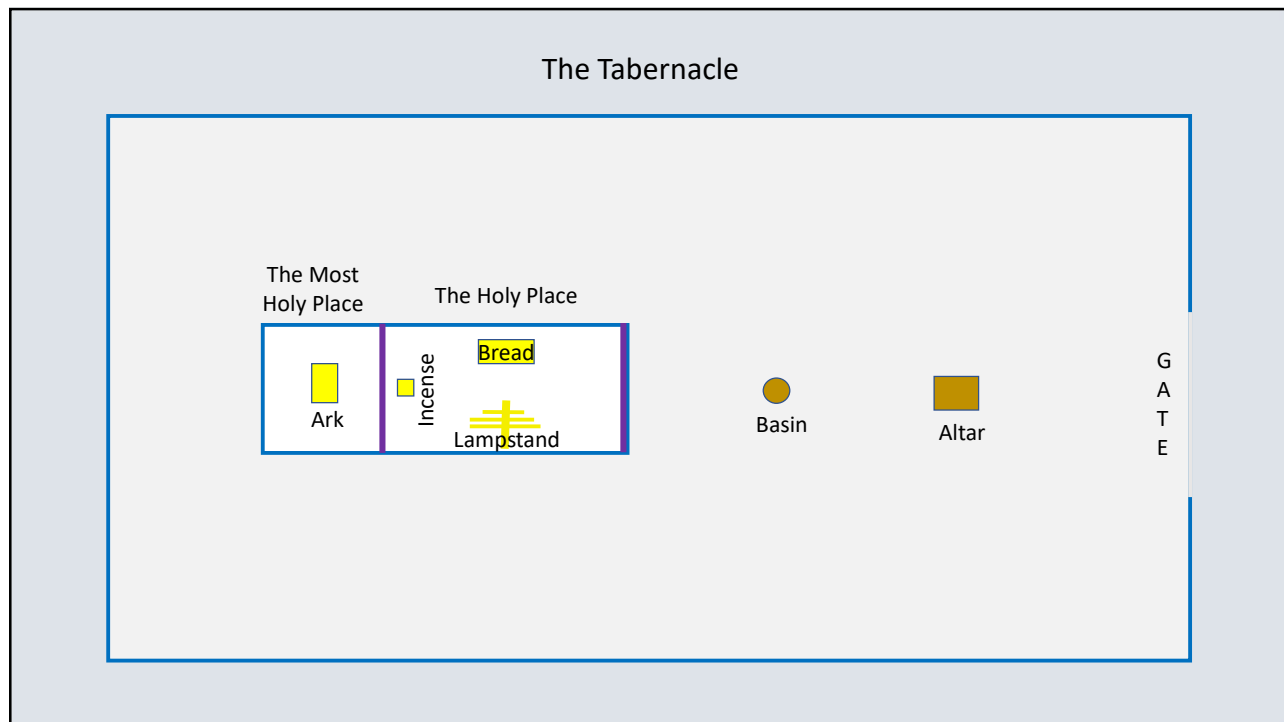 The Tabernacle
The Most
Holy Place
The Holy Place
Bread
Incense
Ark
Lampstand
Basin
Altar
G
A
T
E